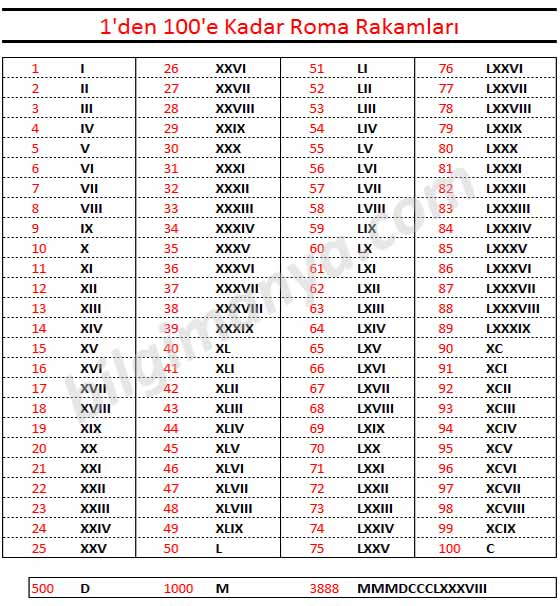 1'den 100'e Kadar Roma Rakamları
1 I 26 XXVI 51 LI 76 LXXVI
2 II 27 XXVII 52 LII 77 LXXVII
3 III 28 XXVIII 53 LIII 78 LXXVIII
4 IV 29 XXIX 54 LIV 79 LXXIX
5 V 30 XXX 55 LV 80 LXXX
6 VI 31 XXXI 56 LVI 81 LXXXI
7 VII 32 XXXII 57 LVII 82 LXXXII
8 VIII 33 XXXIII 58 LVIII 83 LXXXIII
9 IX 34 XXXIV 59 LIX 84 LXXXIV
10 X 35 XXXV 60 LX 85 LXXXV
11 XI 36 XXXVI 61 LXI 86 LXXXVI
12 XII 37 XXXVII 62 LXII 87 LXXXVII
13 XIII 38 XXXVIII 63 LXIII 88 LXXXVIII
14 XIV 39 XXXIX 64 LXIV 89 LXXXIX
15 XV 40 XL 65 LXV 90 XC
16 XVI 41 XLI 66 LXVI 91 XCI
17 XVII 42 XLII 67 LXVII 92 XCII
18 XVIII 43 XLIII 68 LXVIII 93 XCIII
19 XIX 44 XLIV 69 LXIX 94 XCIV
20 XX 45 XLV 70 LXX 95 XCV
21 XXI 46 XLVI 71 LXXI 96 XCVI
22 XXII 47 XLVII 72 LXXII 97 XCVII
23 XXIII 48 XLVIII 73 LXXIII 98 XCVIII
24 XXIV 49 XLIX 74 LXXIV 99 XCIX
25 XXV 50 L 75 LXXV 100 C
500 D 1000 M 3888 MMMDCCCLXXXVIII
bilgimanya.com